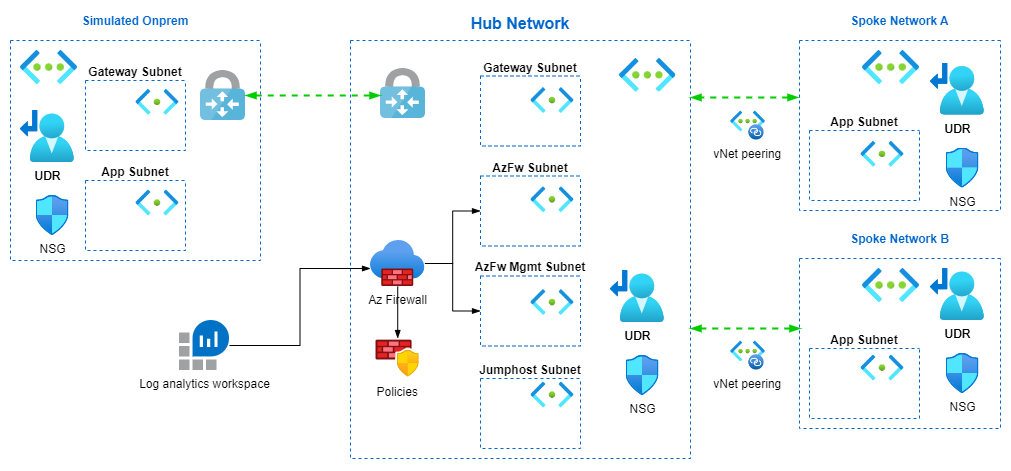 Simulated Onprem
Hub Network
Spoke Network A
Gateway Subnet
UDR
App Subnet
NSG
Gateway Subnet
AzFw Subnet
AzFw Mgmt Subnet
Jumphost Subnet
Az Firewall
Policies
Log analytics workspace
UDR
NSG
vNet peering
App Subnet
UDR
NSG
Spoke Network B
vNet peering
App Subnet
UDR
NSG